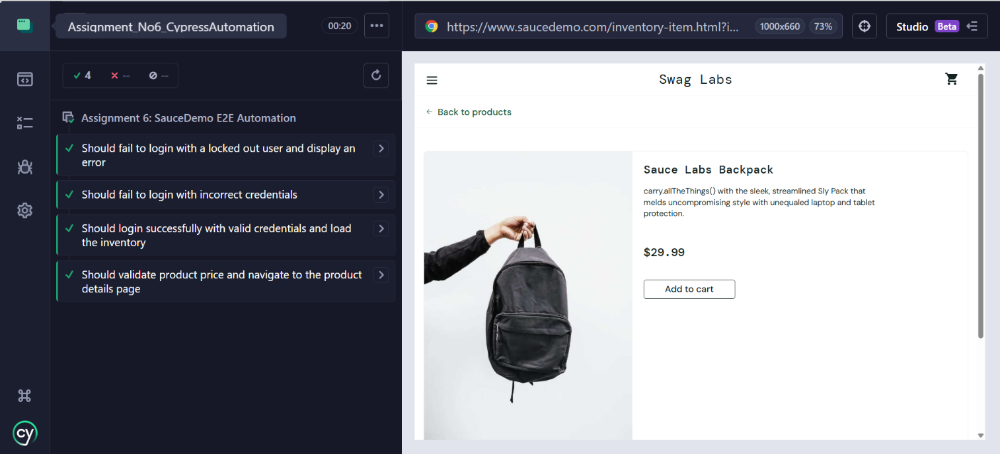 Assignment_No6_CypressAutomation
00:20
https://www.saucedemo.com/inventory-item.html?i...
1000x660
73%
Studio
Beta
4
--
--
Assignment 6: SauceDemo E2E Automation
Should fail to login with a locked out user and display an
error
Should fail to login with incorrect credentials
Should login successfully with valid credentials and load
the inventory
Should validate product price and navigate to the product
details page
cy
Swag Labs
← Back to products
Sauce Labs Backpack
carry.allTheThings() with the sleek, streamlined Sly Pack that
melds uncompromising style with unequaled laptop and tablet
protection.
$29.99
Add to cart